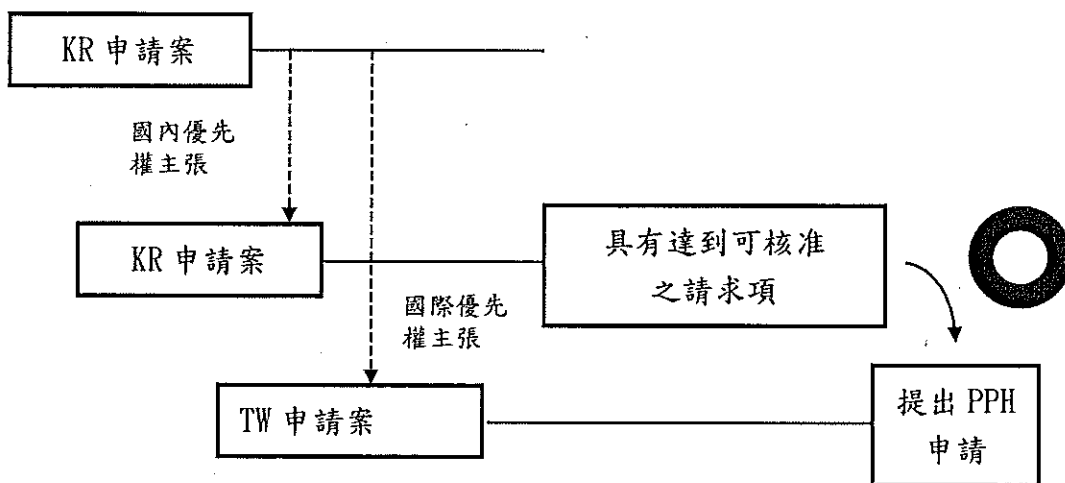 KR 申請案
國內優先
權主張
KR 申請案
具有達到可核准
之請求項
國際優先
權主張
TW 申請案
提出 PPH
申請